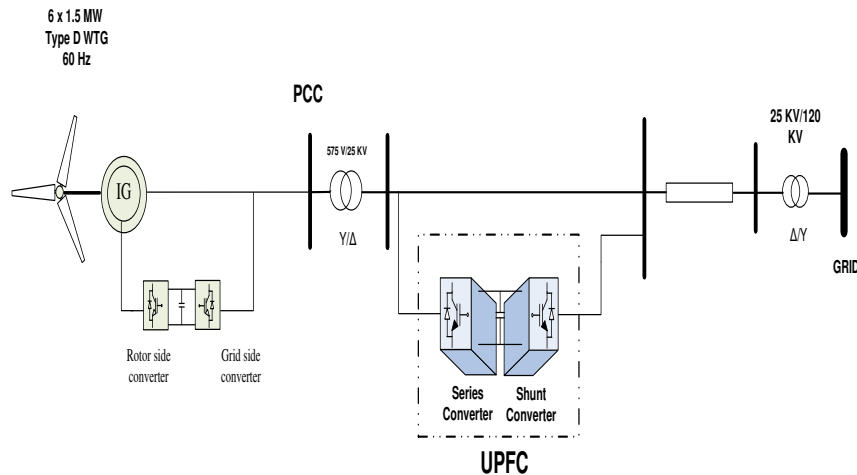 6 x 1.5 MW
Type D WTG
60 Hz
PCC
575 V/25 KV
25 KV/120
KV
IG
Y/Δ
Δ/Y
GRID
Rotor side
converter
Grid side
converter
Series
Converter
Shunt
Converter
UPFC